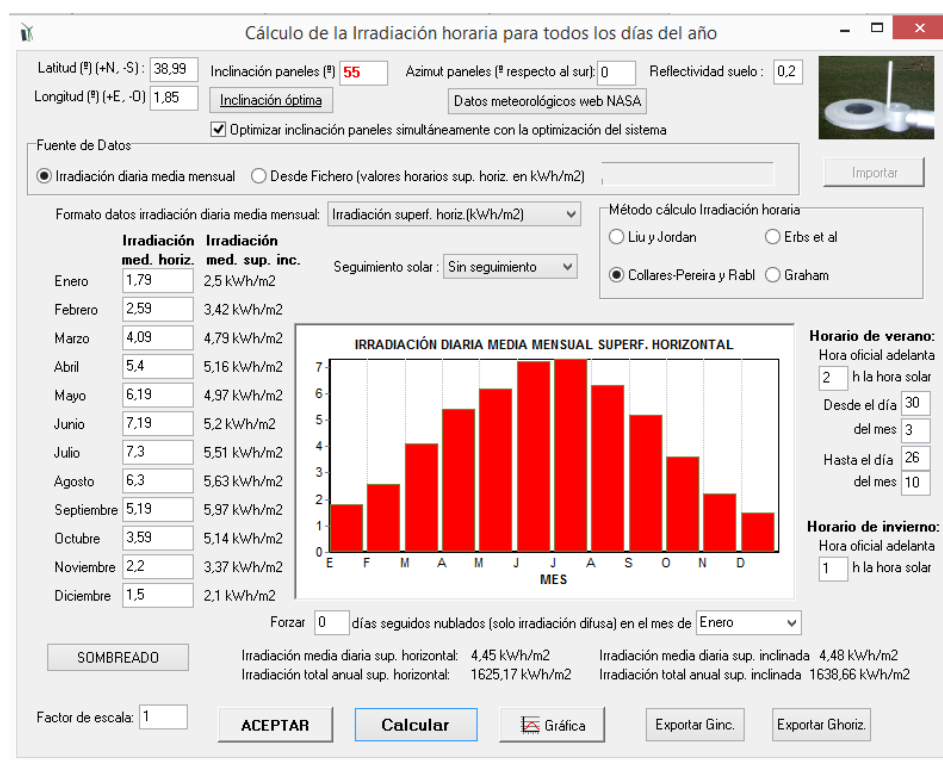 Cálculo de la Irradiación horaria para todos los días del año
Latitud (º) (+N, -S) : 38,99 Inclinación paneles (º) 55 Azimut paneles (º respecto al sur): 0 Reflectividad suelo : 0,2
Longitud (º) (+E, -O) 1,85 Inclinación óptima Datos meteorológicos web NASA
Optimizar inclinación paneles simultáneamente con la optimización del sistema
Fuente de Datos
Irradiación diaria media mensual Desde Fichero (valores horarios sup. horiz. en kWh/m2) Importar
Formato datos irradiación diaria media mensual: Irradiación superf. horiz.(kWh/m2)
Método cálculo Irradiación horaria
Liu y Jordan Erbs et al
Collares-Pereira y Rabl Graham
Seguimiento solar : Sin seguimiento
Irradiación Irradiación
med. horiz. med. sup. inc.
Enero 1,79 2,5 kWh/m2
Febrero 2,59 3,42 kWh/m2
Marzo 4,09 4,79 kWh/m2
Abril 5,4 5,16 kWh/m2
Mayo 6,19 4,97 kWh/m2
Junio 7,19 5,2 kWh/m2
Julio 7,3 5,51 kWh/m2
Agosto 6,3 5,63 kWh/m2
Septiembre 5,19 5,97 kWh/m2
Octubre 3,59 5,14 kWh/m2
Noviembre 2,2 3,37 kWh/m2
Diciembre 1,5 2,1 kWh/m2
IRRADIACIÓN DIARIA MEDIA MENSUAL SUPERF. HORIZONTAL
7
6
5
4
3
2
1
0
E F M A M J J A S O N D
MES
Horario de verano:
Hora oficial adelanta
2 h la hora solar
Desde el día 30
del mes 3
Hasta el día 26
del mes 10
Horario de invierno:
Hora oficial adelanta
1 h la hora solar
Forzar 0 días seguidos nublados (solo irradiación difusa) en el mes de Enero
SOMBREADO
Irradiación media diaria sup. horizontal: 4,45 kWh/m2 Irradiación media diaria sup. inclinada 4,48 kWh/m2
Irradiación total anual sup. horizontal: 1625,17 kWh/m2 Irradiación total anual sup. inclinada 1638,66 kWh/m2
Factor de escala: 1 ACEPTAR Calcular Gráfica Exportar Ginc. Exportar Ghoriz.